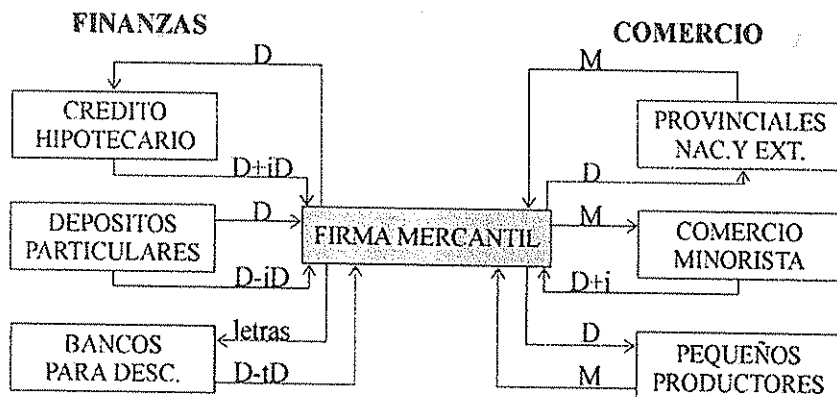 FINANZAS
COMERCIO
D
M
CREDITO
HIPOTECARIO
PROVINCIALES
NAC.Y EXT.
D+iD
D
DEPOSITOS
PARTICULARES
D
FIRMA MERCANTIL
M
COMERCIO
MINORISTA
D-iD
D+i
BANCOS
PARA DESC.
letras
D-tD
D
M
PEQUEÑOS
PRODUCTORES